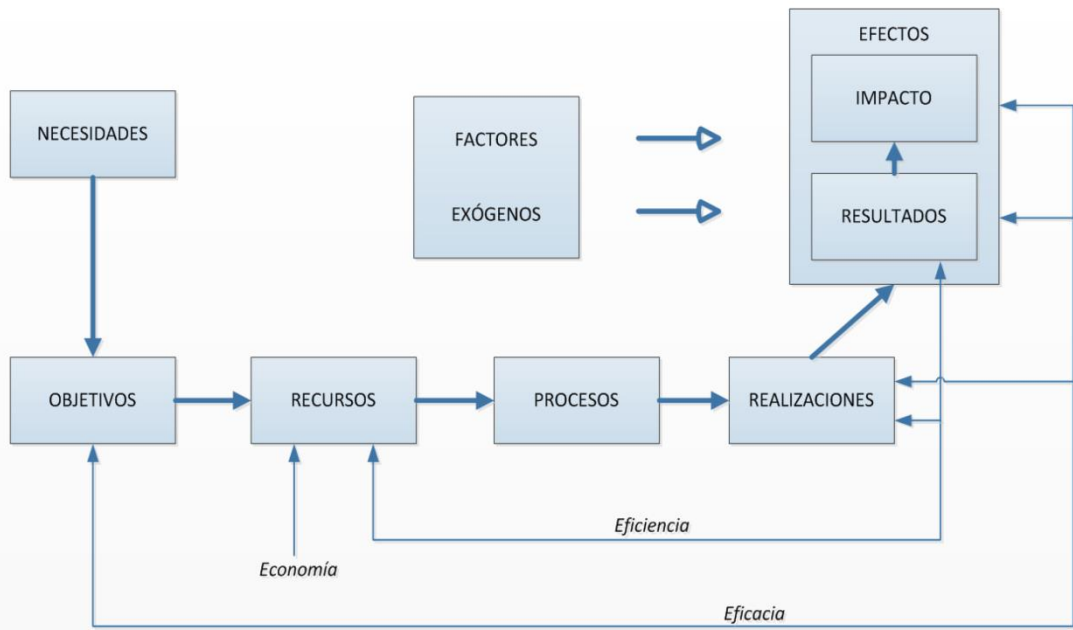 EFECTOS
IMPACTO
NECESIDADES
FACTORES
EXÓGENOS
RESULTADOS
OBJETIVOS
RECURSOS
PROCESOS
REALIZACIONES
Eficiencia
Economía
Eficacia